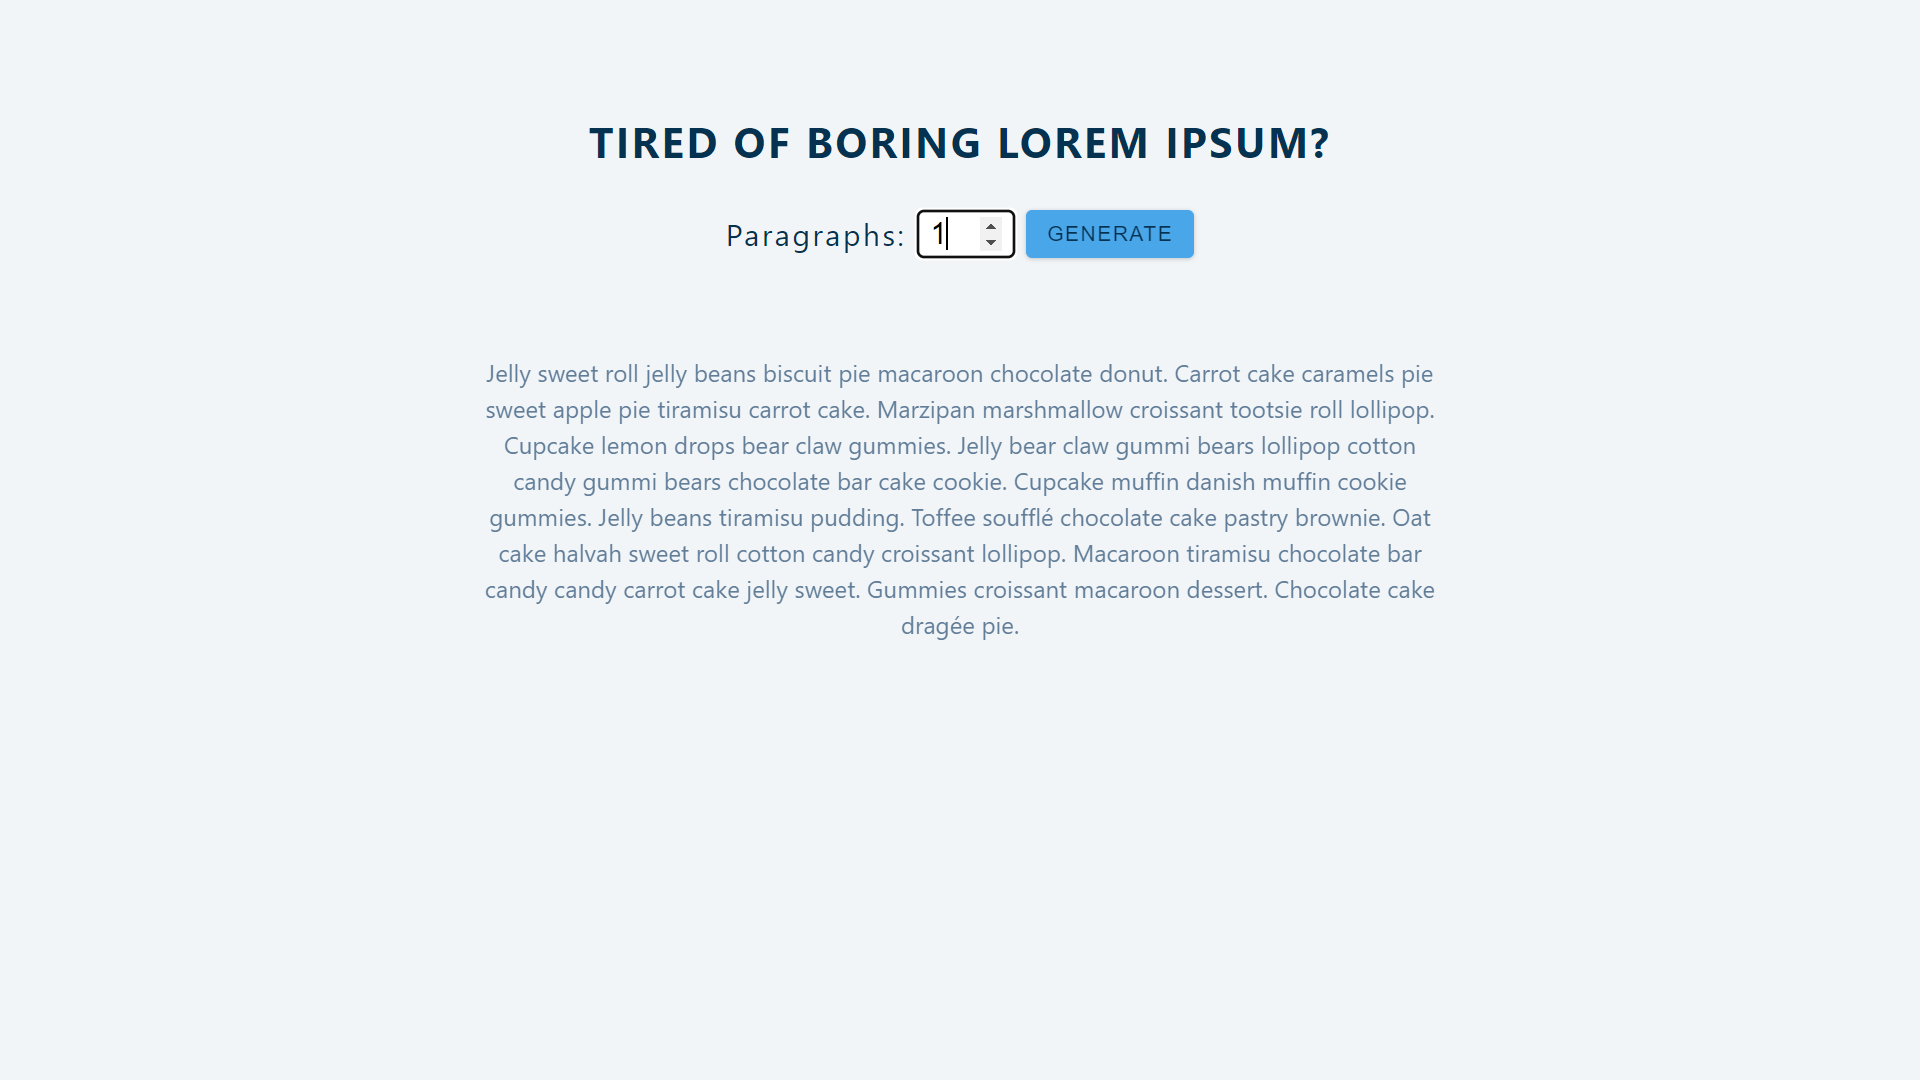 TIRED OF BORING LOREM IPSUM?
Paragraphs: 1 GENERATE
Jelly sweet roll jelly beans biscuit pie macaroon chocolate donut. Carrot cake caramels pie
sweet apple pie tiramisu carrot cake. Marzipan marshmallow croissant tootsie roll lollipop.
Cupcake lemon drops bear claw gummies. Jelly bear claw gummi bears lollipop cotton
candy gummi bears chocolate bar cake cookie. Cupcake muffin danish muffin cookie
gummies. Jelly beans tiramisu pudding. Toffee soufflé chocolate cake pastry brownie. Oat
cake halvah sweet roll cotton candy croissant lollipop. Macaroon tiramisu chocolate bar
candy candy carrot cake jelly sweet. Gummies croissant macaroon dessert. Chocolate cake
dragée pie.